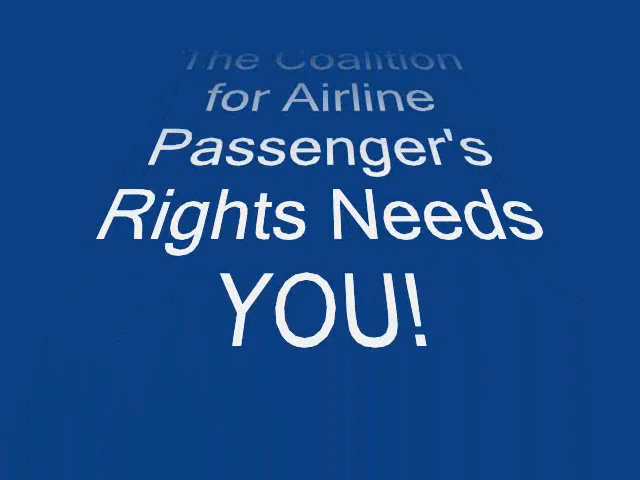 The Coalition
for Airline
Passenger's
Rights Needs
YOU!